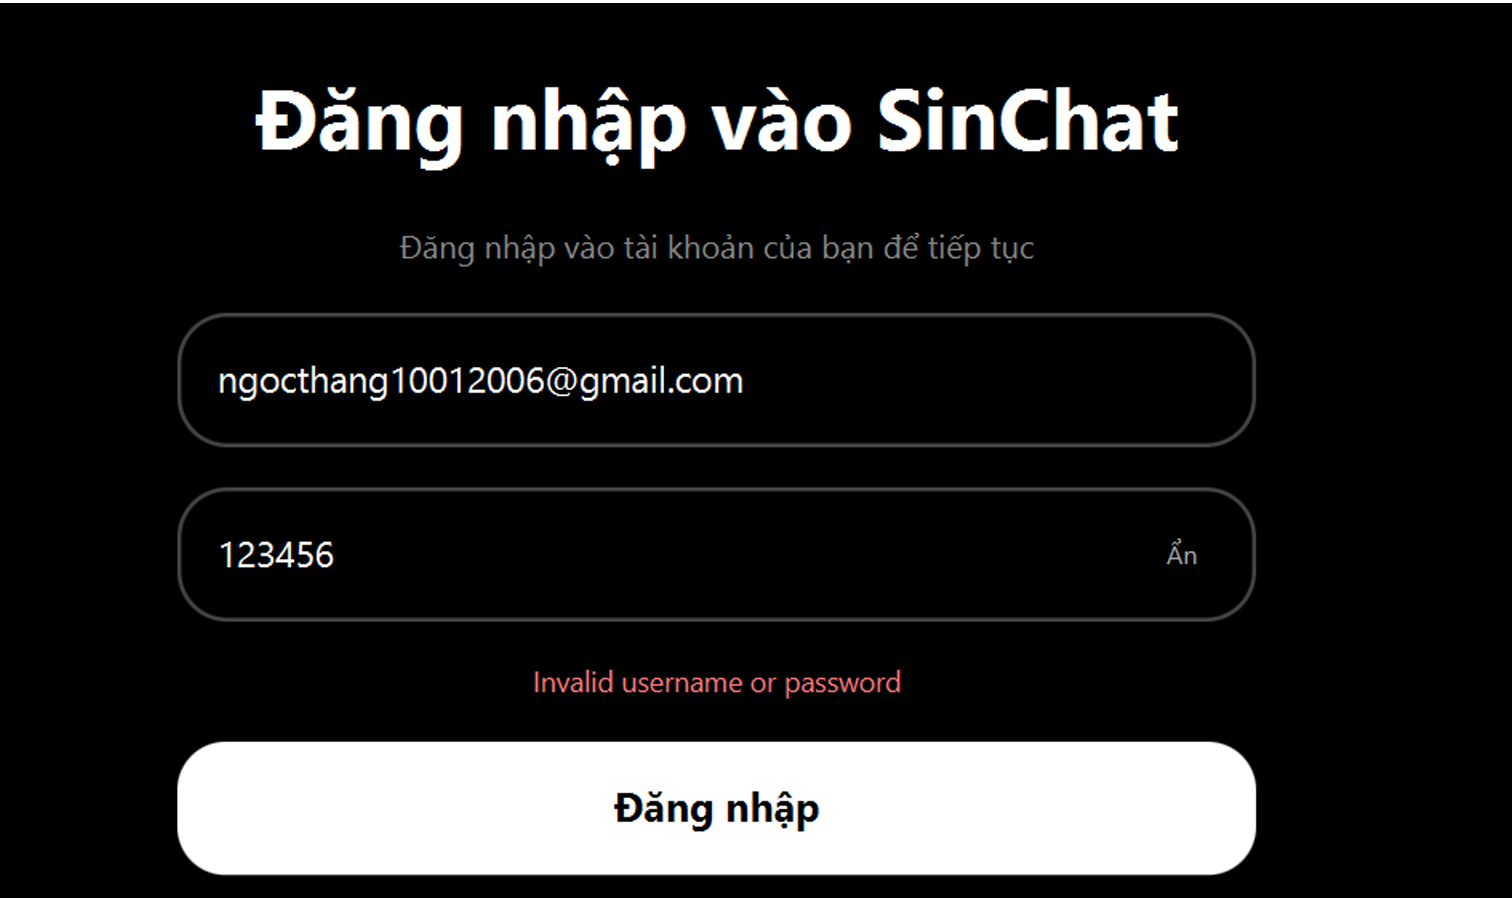 Đăng nhập vào SinChat
Đăng nhập vào tài khoản của bạn để tiếp tục
ngocthang10012006@gmail.com
123456
Ẩn
Invalid username or password
Đăng nhập